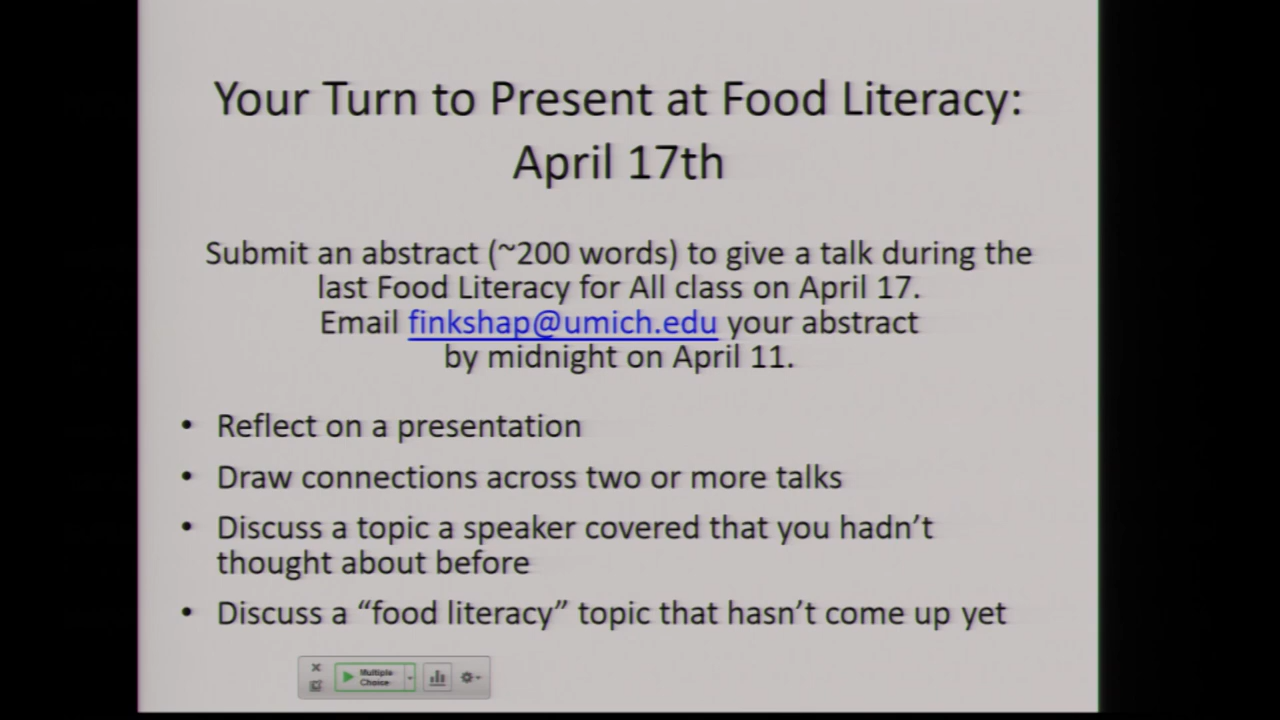 Your Turn to Present at Food Literacy:
April 17th
Submit an abstract (~200 words) to give a talk during the
last Food Literacy for All class on April 17.
Email finkshap@umich.edu your abstract
by midnight on April 11.
• Reflect on a presentation
• Draw connections across two or more talks
• Discuss a topic a speaker covered that you hadn’t
thought about before
• Discuss a “food literacy” topic that hasn’t come up yet
Multiple
Choice